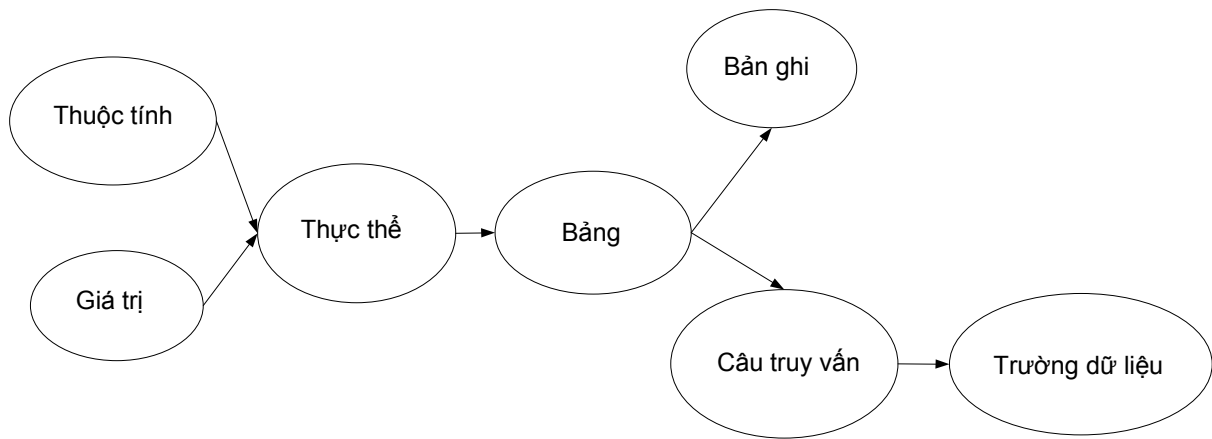 Bản ghi
Thuộc tính
Thực thể
Bảng
Giá trị
Câu truy vấn
Trường dữ liệu